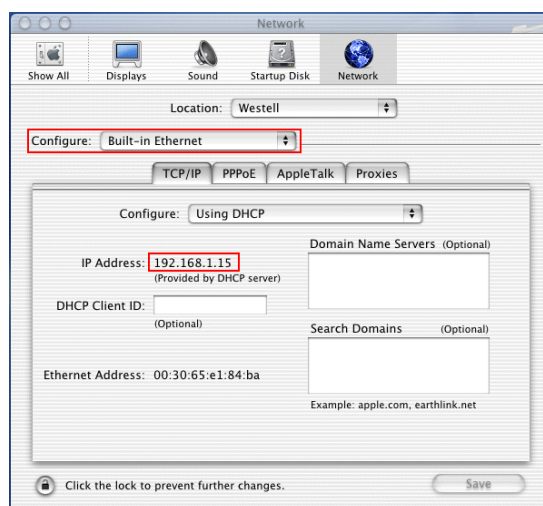 Network
Show All Displays Sound Startup Disk Network
Location: Westell
Configure: Built-in Ethernet
TCP/IP PPPoE AppleTalk Proxies
Configure: Using DHCP
Domain Name Servers (Optional)
IP Address: 192.168.1.15
(Provided by DHCP server)
DHCP Client ID:
(Optional)
Search Domains (Optional)
Ethernet Address: 00:30:65:e1:84:ba
Example: apple.com, earthlink.net
Click the lock to prevent further changes.
Save